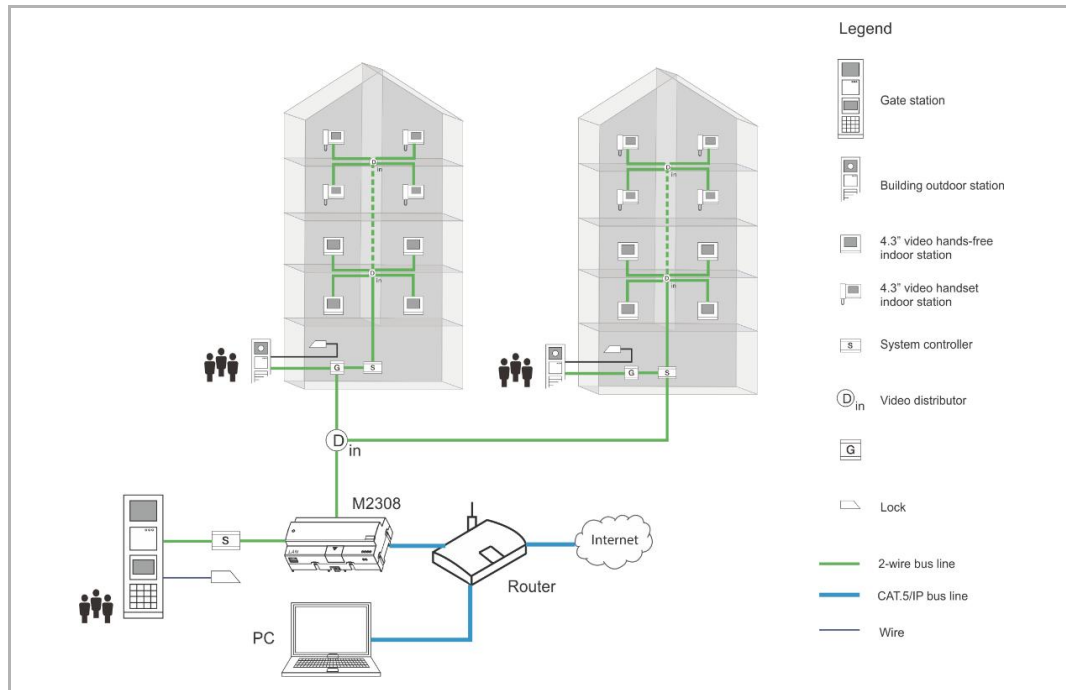 Legend
Gate station
Building outdoor station
4.3” video hands-free
indoor station
4.3” video handset
indoor station
S
System controller
D in
Video distributor
G
Lock
2-wire bus line
CAT.5/IP bus line
Wire
D
in
D
in
G
S
D
in
D
in
G
S
D in
M2308
S
Internet
Router
PC